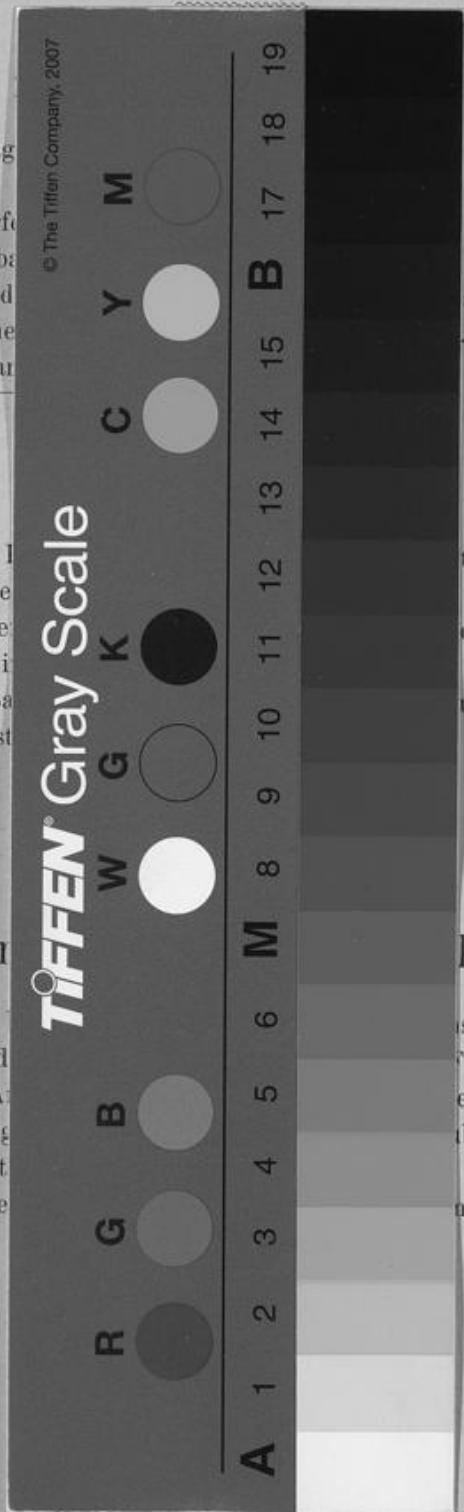 TIFFEN® Gray Scale
© The Tiffen Company, 2007
R G B W G K C Y M
A 1 2 3 4 5 6 M 8 9 10 11 12 13 14 15 B 17 18 19